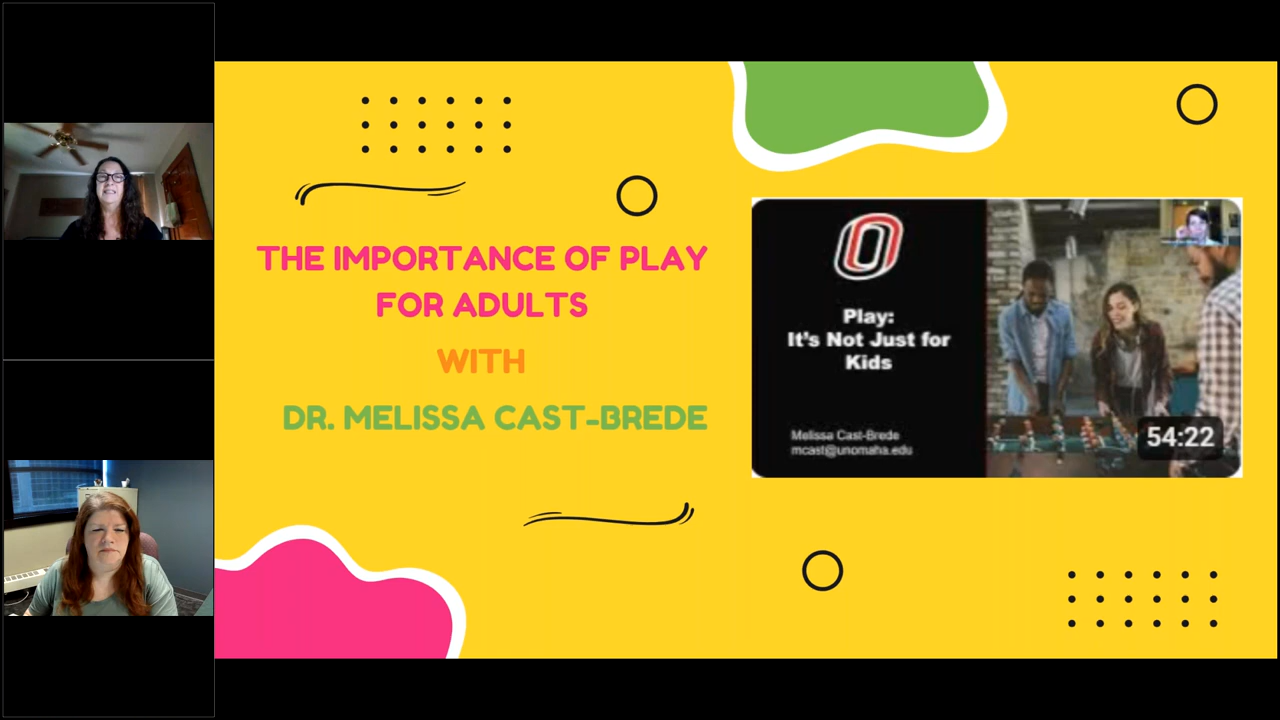 THE IMPORTANCE OF PLAY
FOR ADULTS
WITH
DR. MELISSA CAST-BREDE
Play:
It's Not Just for
Kids
Melissa Cast-Brede
mcast@unomaha.edu
54:22